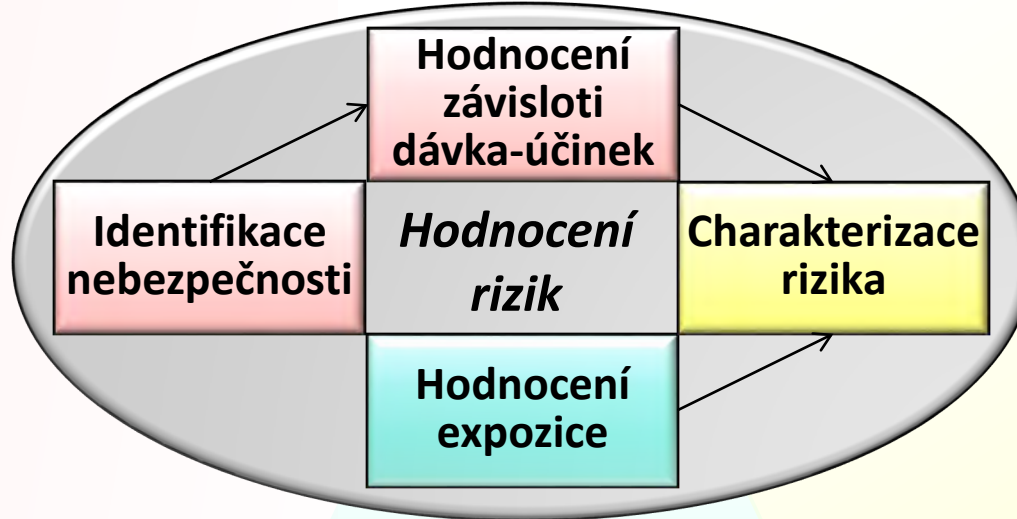 Hodnocení
závisloti
dávka-účinek
Identifikace
nebezpečnosti
Hodnocení
rizik
Charakterizace
rizika
Hodnocení
expozice